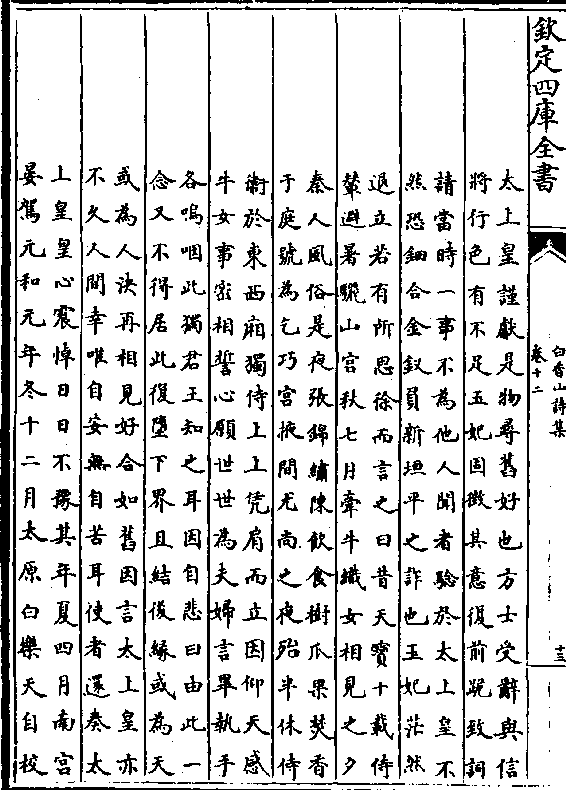 欽定四庫全書
白香山詩集
卷十二
十三
太上皇謹獻是物尋舊好也方士受辭與信
將行色有不足玉妃固徵其意復前跪致詞
請當時一事不為他人聞者驗於太上皇不
然恐鈿合金釵負新垣平之詐也玉妃茫然
退立若有所思徐而言之曰昔天寶十載侍
輦避暑驪山宮秋七月牽牛織女相見之夕
秦人風俗是夜張錦繡陳飲食樹瓜果焚香
于庭號為乞巧宮掖間尤尚之夜殆半休侍
衛於東西廂獨侍上上凭肩而立因仰天感
牛女事密相誓心願世世為夫婦言畢執手
各嗚咽此獨君王知之耳因自悲曰由此一
念又不得居此復墮下界且結後緣或為天
或為人決再相見好合如舊因言太上皇亦
不久人間幸唯自安無自苦耳使者還奏太
上皇皇心震悼日日不豫其年夏四月南宮
晏駕元和元年冬十二月太原白樂天自校